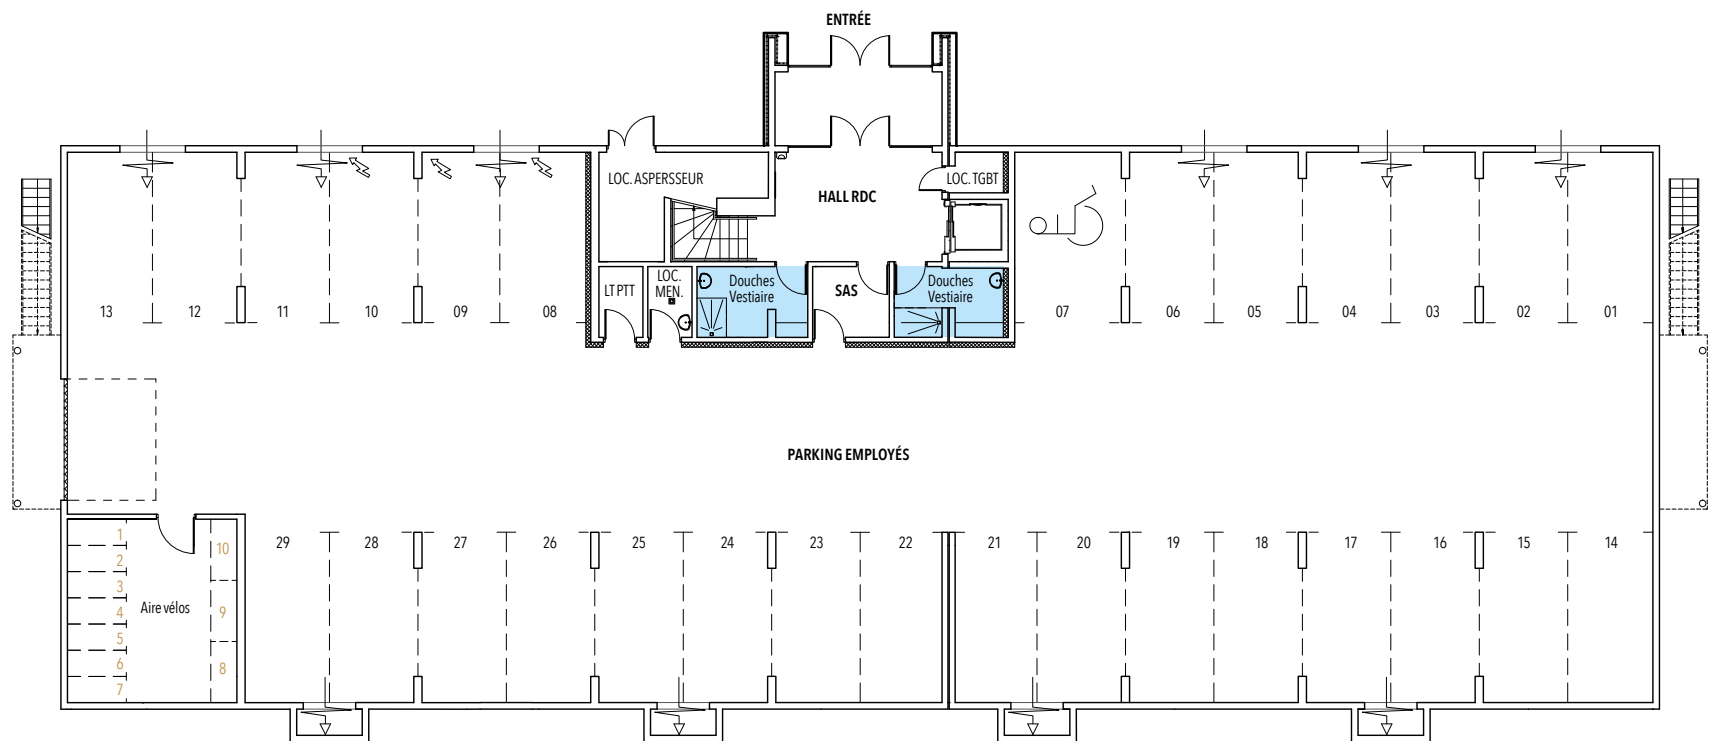 ENTRÉE
LOC. ASPERSSEUR
HALL RDC
LOC. TGBT
LT PTT
LOC.
MEN.
Douches
Vestiaire
SAS
Douches
Vestiaire
13
12
11
10
09
08
07
06
05
04
03
02
01
PARKING EMPLOYÉS
1
2
3
4
5
6
7
Aire vélos
10
9
8
29
28
27
26
25
24
23
22
21
20
19
18
17
16
15
14